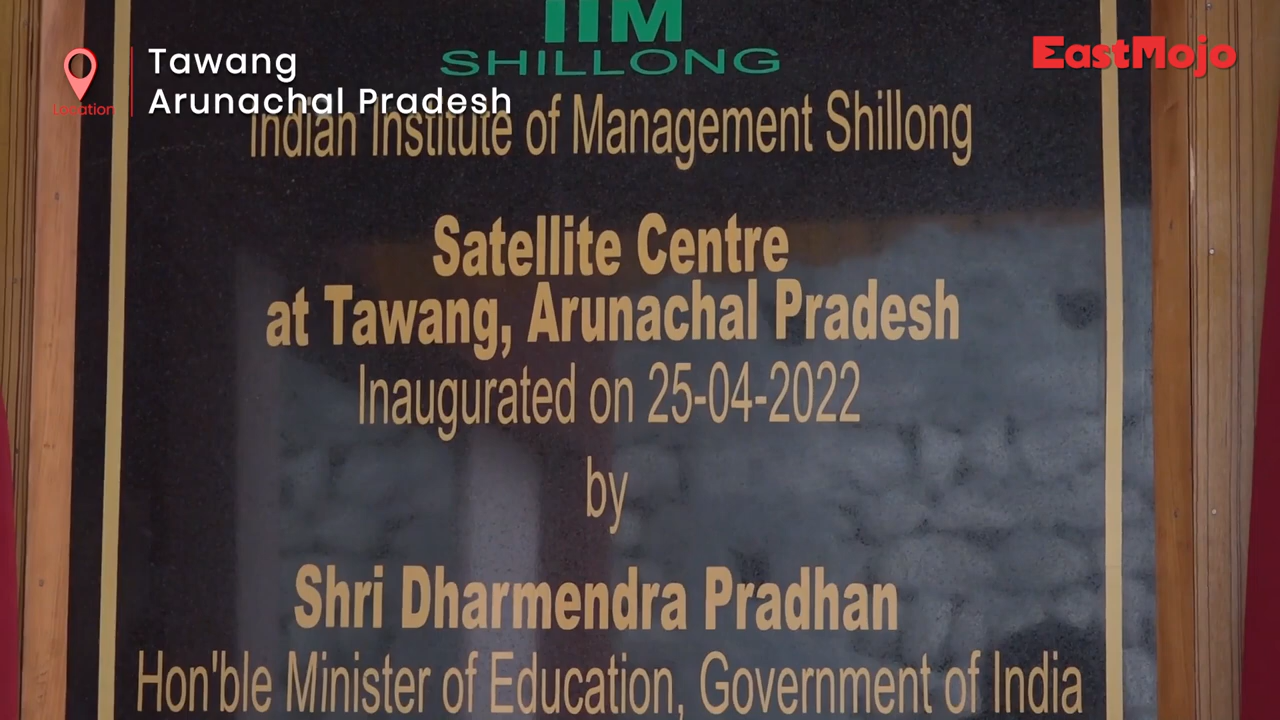 Tawang
Arunachal Pradesh
Location
EastMojo
IIM
SHILLONG
Indian Institute of Management Shillong
Satellite Centre
at Tawang, Arunachal Pradesh
Inaugurated on 25-04-2022
by
Shri Dharmendra Pradhan
Hon'ble Minister of Education, Government of India